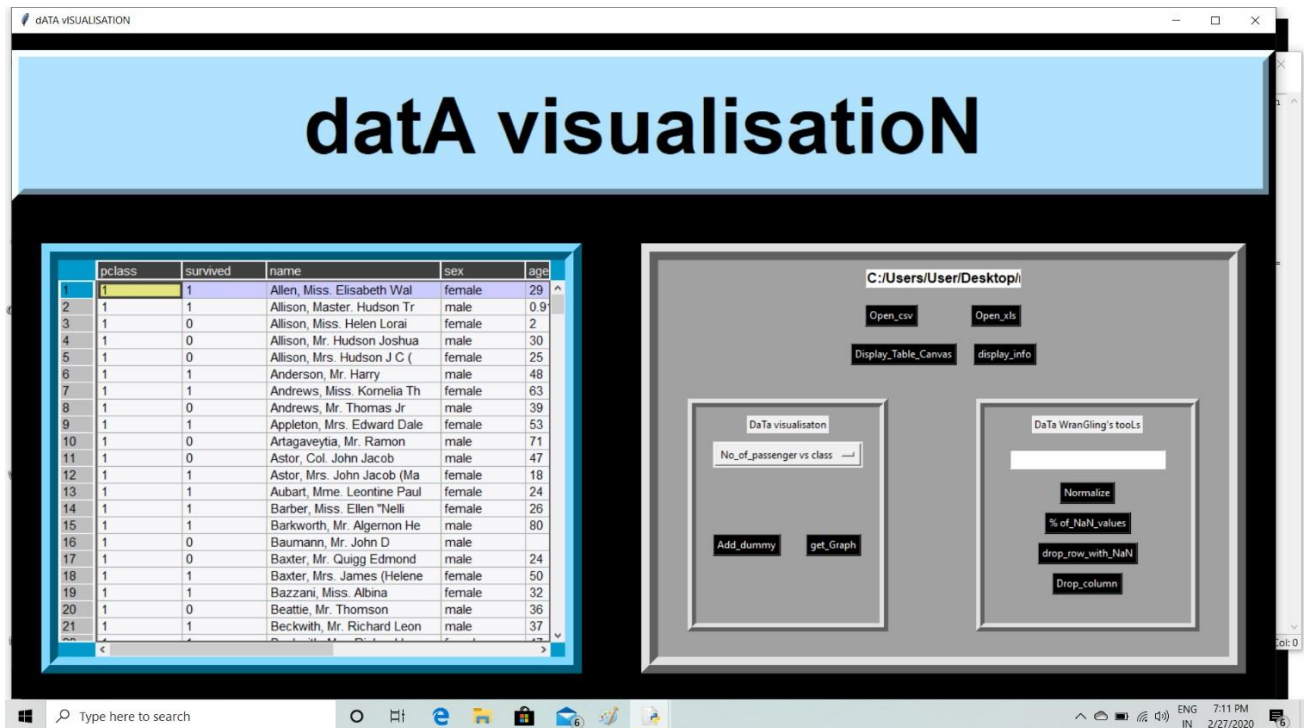 dATA vISUALISATION
datA visualisatioN
pclass survived name sex age
1 1 1 Allen, Miss. Elisabeth Wal female 29
2 1 1 Allison, Master. Hudson Tr male 0.9
3 1 0 Allison, Miss. Helen Lorai female 2
4 1 0 Allison, Mr. Hudson Joshua male 30
5 1 0 Allison, Mrs. Hudson J C ( female 25
6 1 1 Anderson, Mr. Harry male 48
7 1 1 Andrews, Miss. Kornelia Th female 63
8 1 0 Andrews, Mr. Thomas Jr male 39
9 1 1 Appleton, Mrs. Edward Dale female 53
10 1 0 Artagaveytia, Mr. Ramon male 71
11 1 0 Astor, Col. John Jacob male 47
12 1 1 Astor, Mrs. John Jacob (Ma female 18
13 1 1 Aubart, Mme. Leontine Paul female 24
14 1 1 Barber, Miss. Ellen "Nelli female 26
15 1 1 Barkworth, Mr. Algernon He male 80
16 1 0 Baumann, Mr. John D male
17 1 0 Baxter, Mr. Quigg Edmond male 24
18 1 1 Baxter, Mrs. James (Helene female 50
19 1 1 Bazzani, Miss. Albina female 32
20 1 0 Beattie, Mr. Thomson male 36
21 1 1 Beckwith, Mr. Richard Leon male 37
C:/Users/User/Desktop/
Open_csv Open_xls
Display_Table_Canvas display_info
DaTa visualisaton
No_of_passenger vs class
Add_dummy get_Graph
DaTa WranGling's tooLs
Normalize
% of_NaN_values
drop_row_with_NaN
Drop_column
Col: 0
Type here to search
6
ENG 7:11 PM
IN 2/27/2020
6